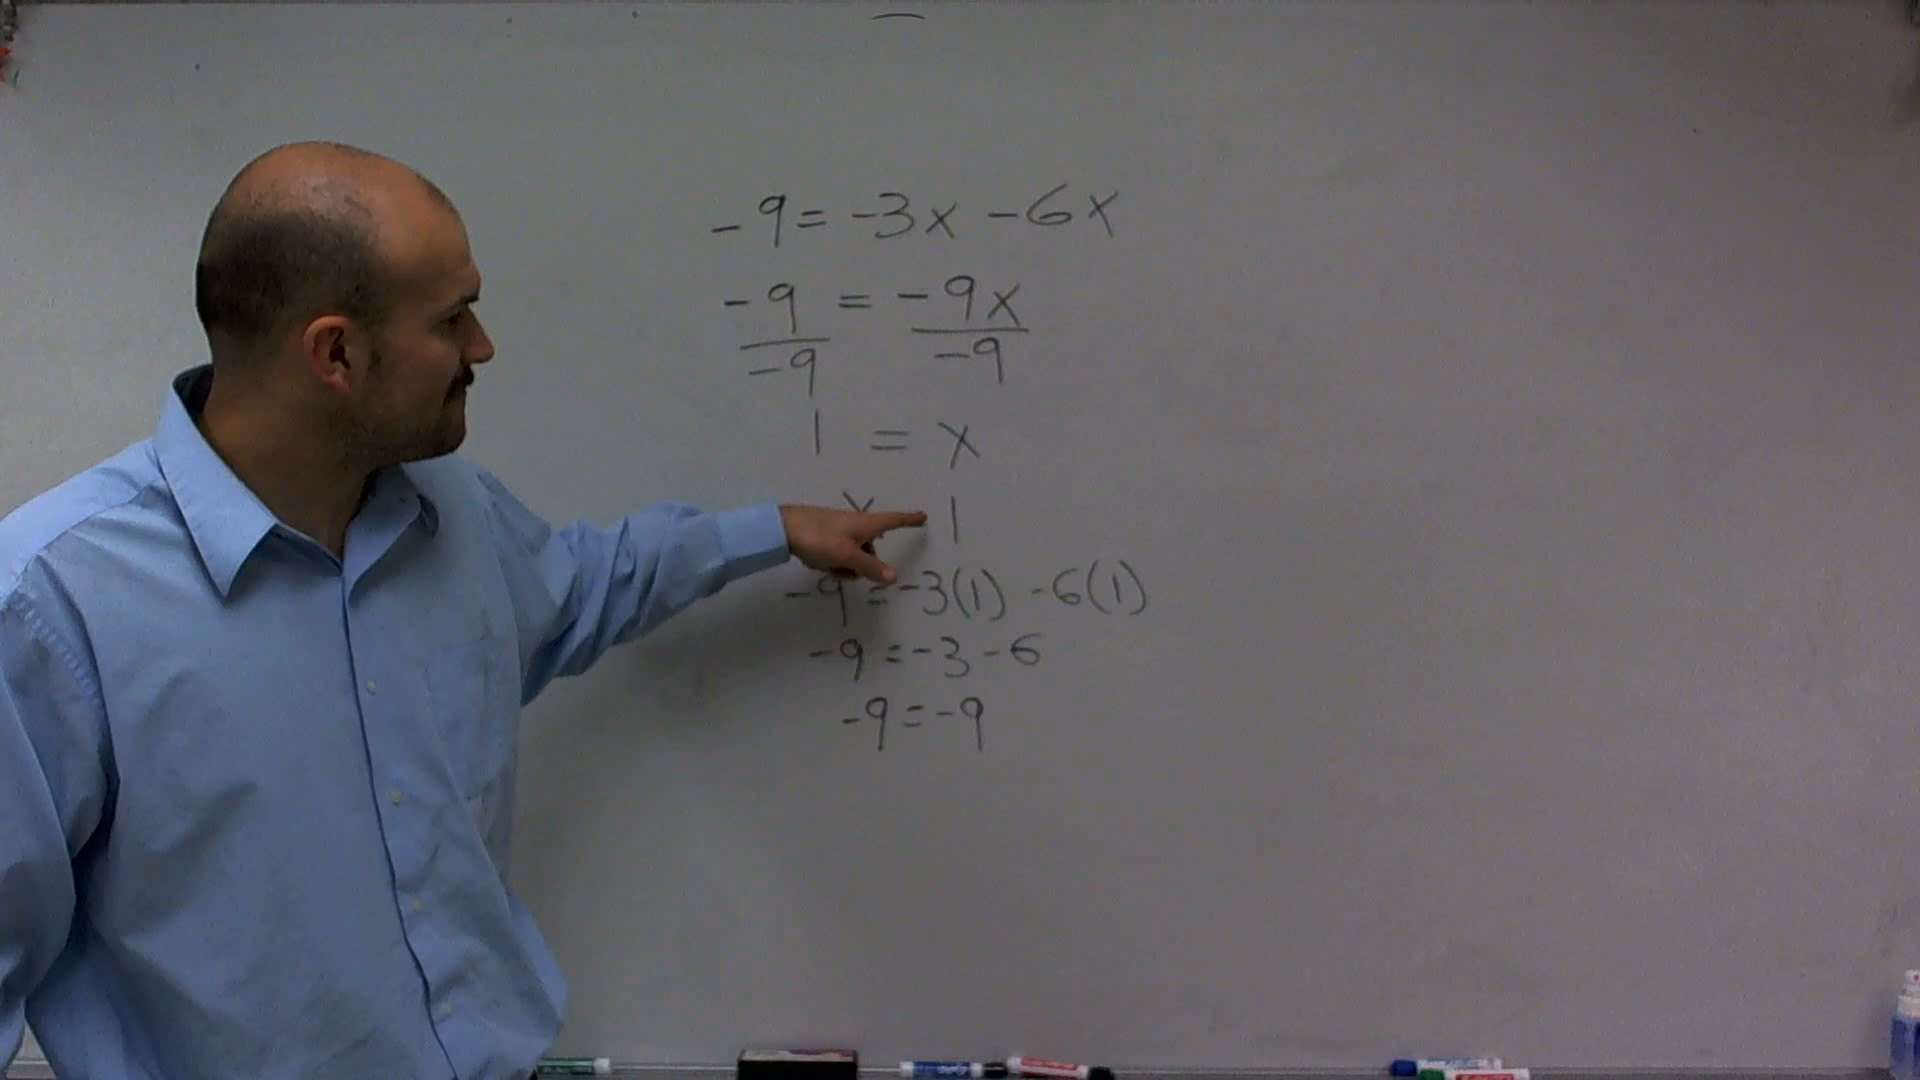 -9 = -3x - 6x
-9 = -9x
-9 -9
1 = x
x 1
-9 = -3(1) - 6(1)
-9 = -3 - 6
-9 = -9